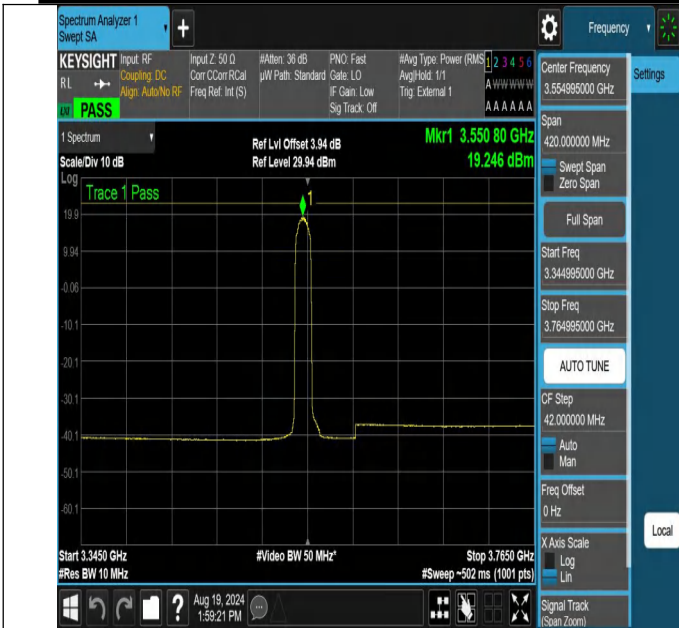 Spectrum Analyzer 1
Swept SA
+
Frequency
KEYSIGHT
RL
PASS
Input: RF
Coupling: DC
Align: Auto/No RF
Input Z: 50 Ω
Corr CCorr RCal
Freq Ref: Int (S)
#Atten: 36 dB
µW Path: Standard
PNO: Fast
Gate: LO
IF Gain: Low
Sig Track: Off
#Avg Type: Power (RMS
Avg|Hold: 1/1
Trig: External 1
1 2 3 4 5 6
A W W W W W
A A A A A A
1 Spectrum
Scale/Div 10 dB
Log
Ref Lvl Offset 3.94 dB
Ref Level 29.94 dBm
Mkr1 3.550 80 GHz
19.246 dBm
Trace 1 Pass
1
19.9
9.94
-0.06
-10.1
-20.1
-30.1
-40.1
-50.1
-60.1
Start 3.3450 GHz
#Res BW 10 MHz
#Video BW 50 MHz*
Stop 3.7650 GHz
#Sweep ~502 ms (1001 pts)
?
Aug 19, 2024
1:59:21 PM
Center Frequency
3.554995000 GHz
Span
420.000000 MHz
Swept Span
Zero Span
Full Span
Start Freq
3.344995000 GHz
Stop Freq
3.764995000 GHz
AUTO TUNE
CF Step
42.000000 MHz
Auto
Man
Freq Offset
0 Hz
X Axis Scale
Log
Lin
Signal Track
(Span Zoom)
Settings
Local